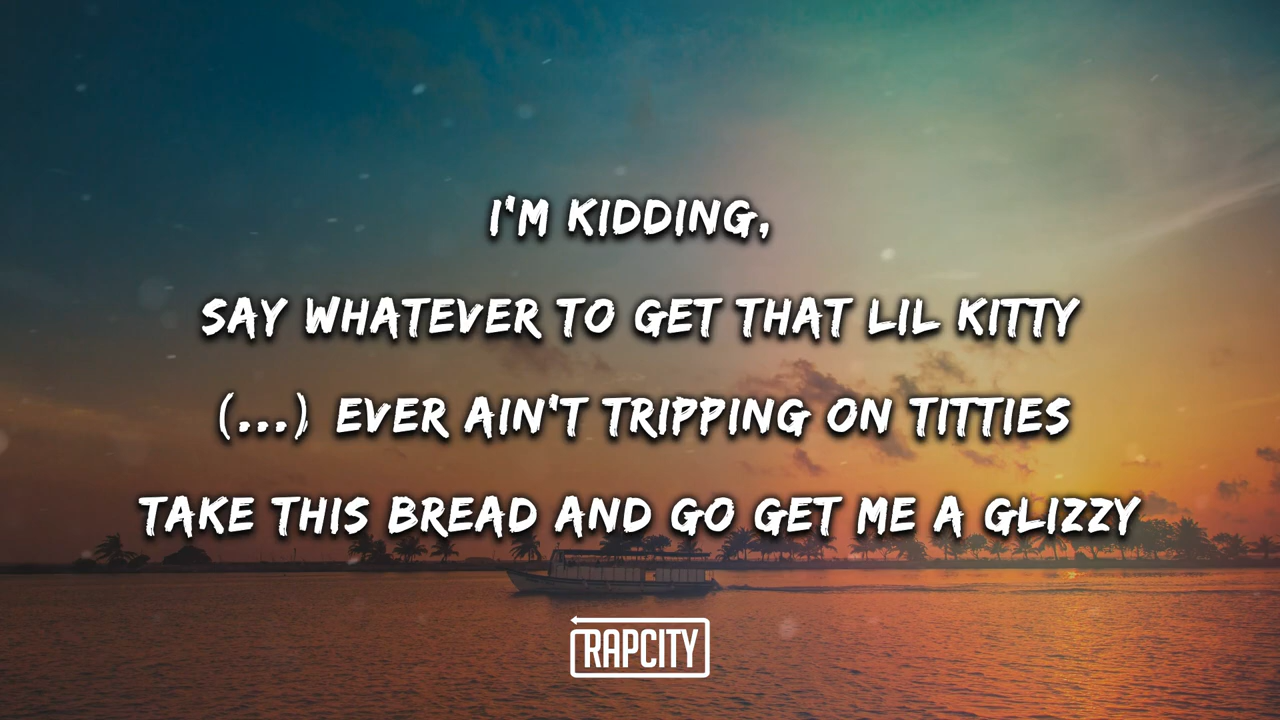 I'M KIDDING,
SAY WHATEVER TO GET THAT LIL KITTY
(...) EVER AIN'T TRIPPING ON TITTIES
TAKE THIS BREAD AND GO GET ME A GLIZZY
RAPCITY